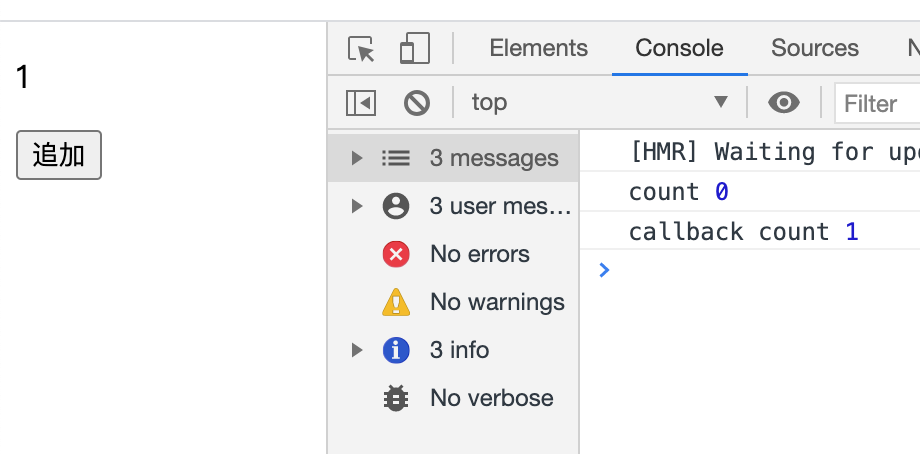 1
追加
Elements Console Sources N
top Filter
3 messages
3 user mes…
No errors
No warnings
3 info
No verbose
[HMR] Waiting for up
count 0
callback count 1